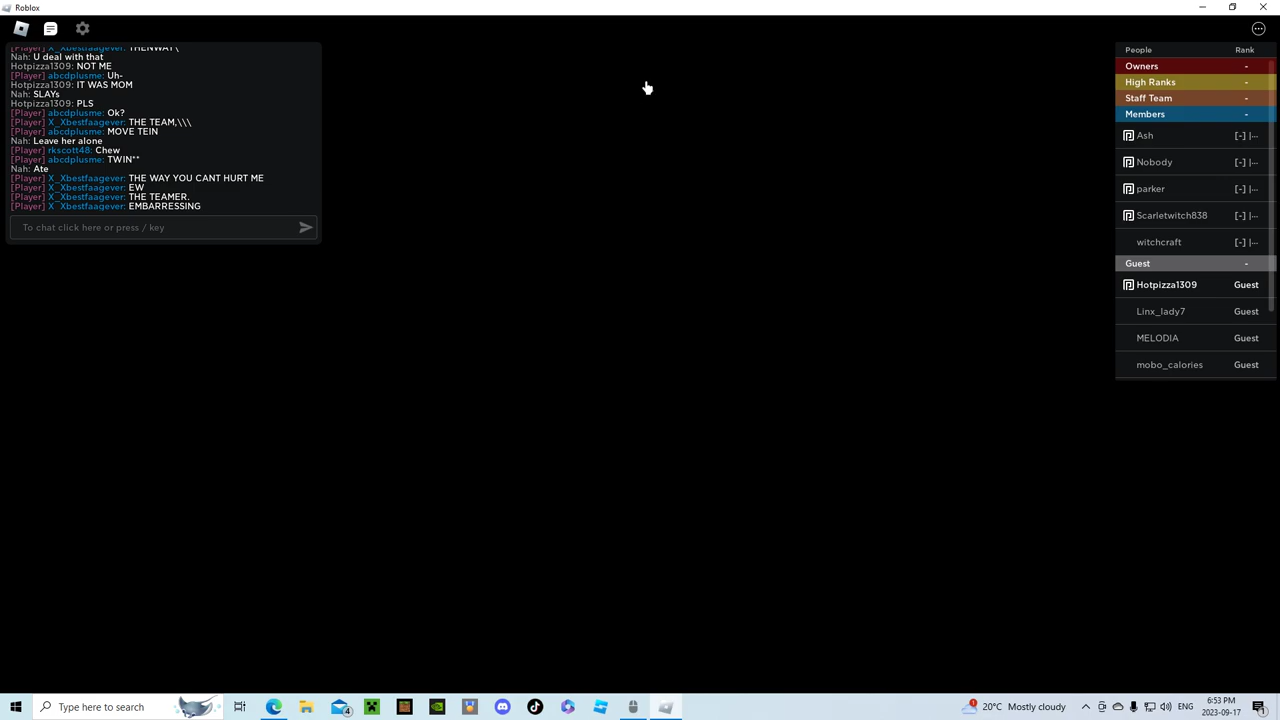 Roblox
[Player] X_Xbestfaagever: THENWAY\
Nah: U deal with that
Hotpizza1309: NOT ME
[Player] abcdplusme: Uh-
Hotpizza1309: IT WAS MOM
Nah: SLAYs
Hotpizza1309: PLS
[Player] abcdplusme: Ok?
[Player] X_Xbestfaagever: THE TEAM,\\\
[Player] abcdplusme: MOVE TEIN
Nah: Leave her alone
[Player] rkscott48: Chew
[Player] abcdplusme: TWIN**
Nah: Ate
[Player] X_Xbestfaagever: THE WAY YOU CANT HURT ME
[Player] X_Xbestfaagever: EW
[Player] X_Xbestfaagever: THE TEAMER.
[Player] X_Xbestfaagever: EMBARRESSING
To chat click here or press / key
People Rank
Owners -
High Ranks -
Staff Team -
Members -
Ash [-] |...
Nobody [-] |...
parker [-] |...
Scarletwitch838 [-] |...
witchcraft [-] |...
Guest -
Hotpizza1309 Guest
Linx_lady7 Guest
MELODIA Guest
mobo_calories Guest
Type here to search
4
20°C Mostly cloudy
ENG
6:53 PM
2023-09-17
1